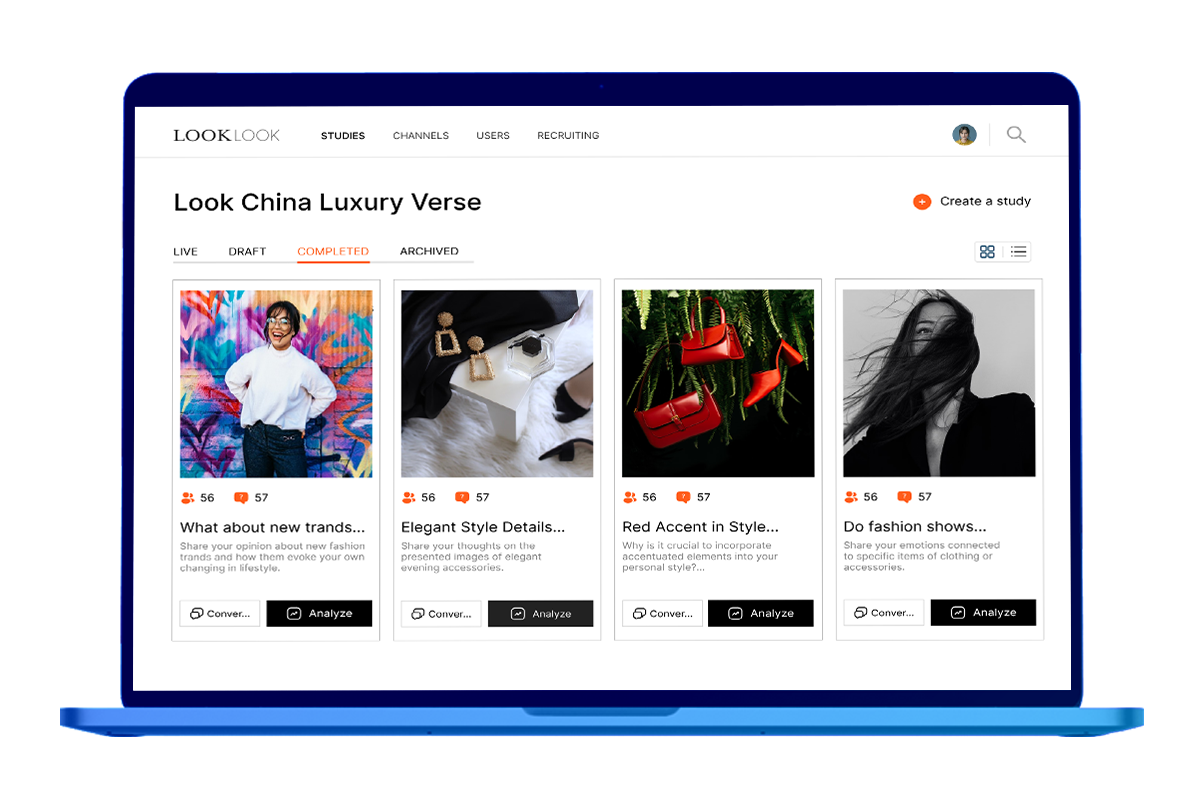 LOOKLOOK STUDIES CHANNELS USERS RECRUITING
Look China Luxury Verse
Create a study
LIVE DRAFT COMPLETED ARCHIVED
56 57
What about new trands...
Share your opinion about new fashion
trands and how them evoke your own
changing in lifestyle.
Conver... Analyze
56 57
Elegant Style Details...
Share your thoughts on the
presented images of elegant
evening accessories.
Conver... Analyze
56 57
Red Accent in Style...
Why is it crucial to incorporate
accentuated elements into your
personal style?...
Conver... Analyze
56 57
Do fashion shows...
Share your emotions connected
to specific items of clothing or
accessories.
Conver... Analyze